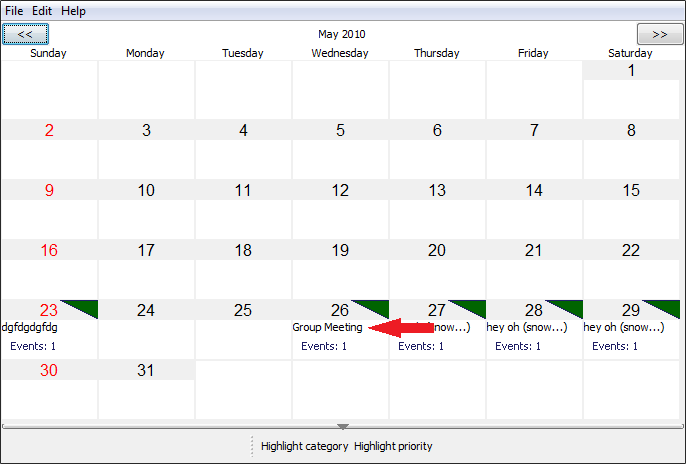 File Edit Help
<< May 2010 >>
Sunday Monday Tuesday Wednesday Thursday Friday Saturday
1
2 3 4 5 6 7 8
9 10 11 12 13 14 15
16 17 18 19 20 21 22
23 24 25 26 27 28 29
dgfdgdgfdg Group Meeting (snow...) hey oh (snow...) hey oh (snow...)
Events: 1 Events: 1 Events: 1 Events: 1 Events: 1
30 31
Highlight category Highlight priority